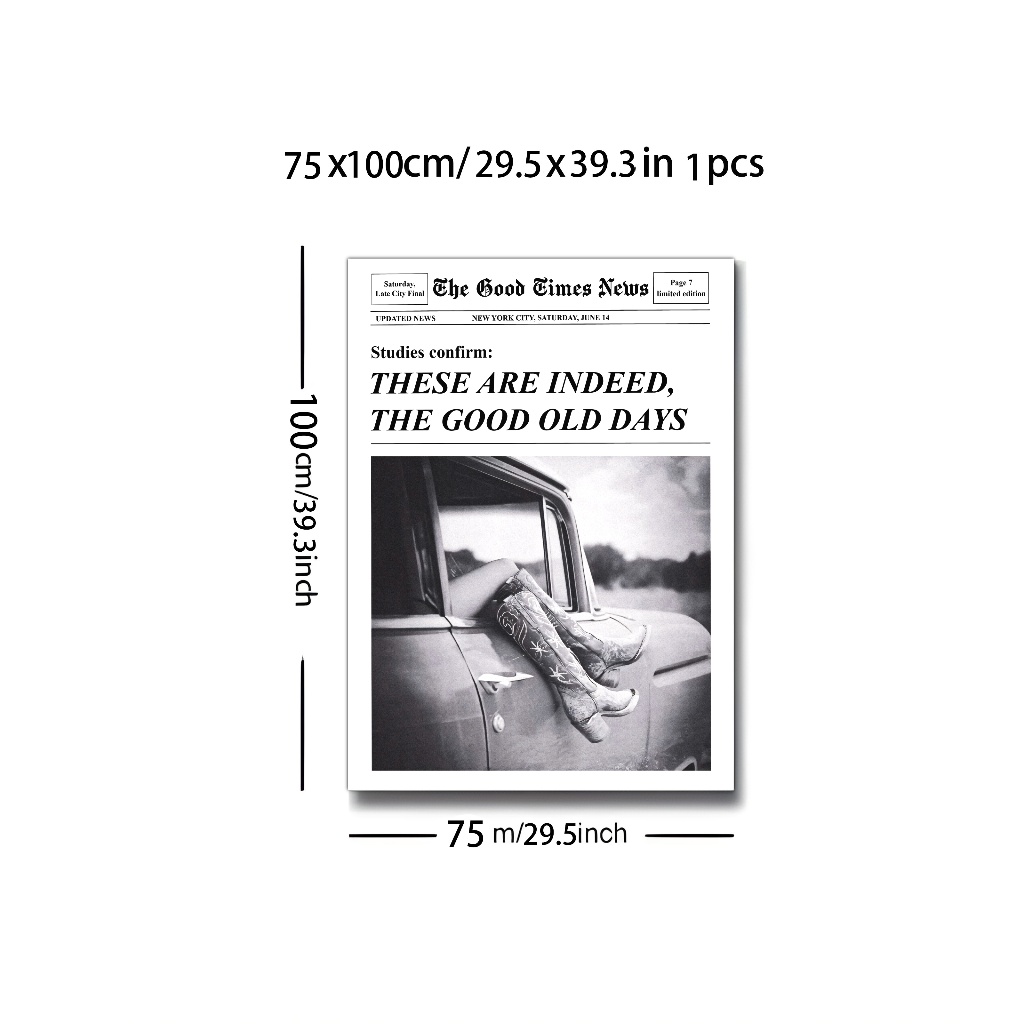 75x100cm/29.5x39.3in 1pcs
Saturday,
Late City Final
The Good Times News
Page 7
limited edition
UPDATED NEWS
NEW YORK CITY, SATURDAY, JUNE 14
Studies confirm:
THESE ARE INDEED,
THE GOOD OLD DAYS
100cm/39.3inch
75 m/29.5inch